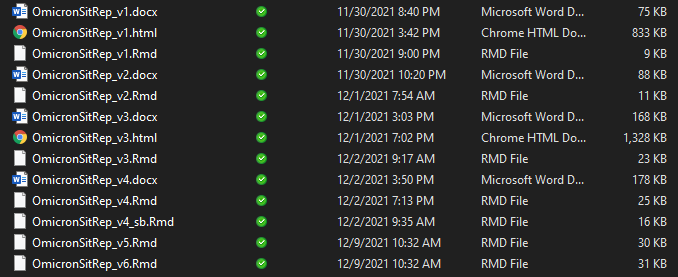 OmicronSitRep_v1.docx 11/30/2021 8:40 PM Microsoft Word D... 75 KB
OmicronSitRep_v1.html 11/30/2021 3:42 PM Chrome HTML Do... 833 KB
OmicronSitRep_v1.Rmd 11/30/2021 9:00 PM RMD File 9 KB
OmicronSitRep_v2.docx 11/30/2021 10:20 PM Microsoft Word D... 88 KB
OmicronSitRep_v2.Rmd 12/1/2021 7:54 AM RMD File 11 KB
OmicronSitRep_v3.docx 12/1/2021 3:03 PM Microsoft Word D... 168 KB
OmicronSitRep_v3.html 12/1/2021 7:02 PM Chrome HTML Do... 1,328 KB
OmicronSitRep_v3.Rmd 12/2/2021 9:17 AM RMD File 23 KB
OmicronSitRep_v4.docx 12/2/2021 3:50 PM Microsoft Word D... 178 KB
OmicronSitRep_v4.Rmd 12/2/2021 7:13 PM RMD File 25 KB
OmicronSitRep_v4_sb.Rmd 12/2/2021 9:35 AM RMD File 16 KB
OmicronSitRep_v5.Rmd 12/9/2021 10:32 AM RMD File 30 KB
OmicronSitRep_v6.Rmd 12/9/2021 10:32 AM RMD File 31 KB